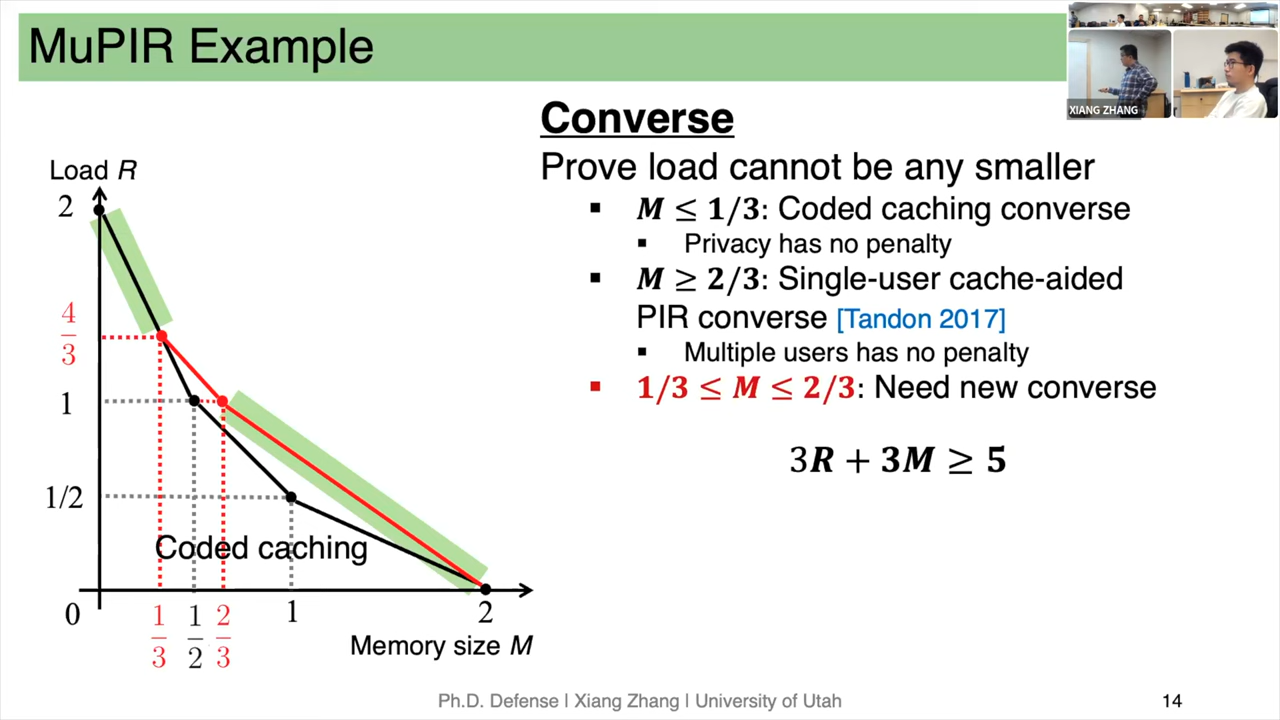 MuPIR Example
XIANG ZHANG
Converse
Prove load cannot be any smaller
▪ M ≤ 1/3: Coded caching converse
▪ Privacy has no penalty
▪ M ≥ 2/3: Single-user cache-aided
PIR converse [Tandon 2017]
▪ Multiple users has no penalty
▪ 1/3 ≤ M ≤ 2/3: Need new converse
3R + 3M ≥ 5
Load R
2
4/3
1
1/2
Coded caching
0
1/3
1/2
2/3
1
2
Memory size M
Ph.D. Defense | Xiang Zhang | University of Utah
14